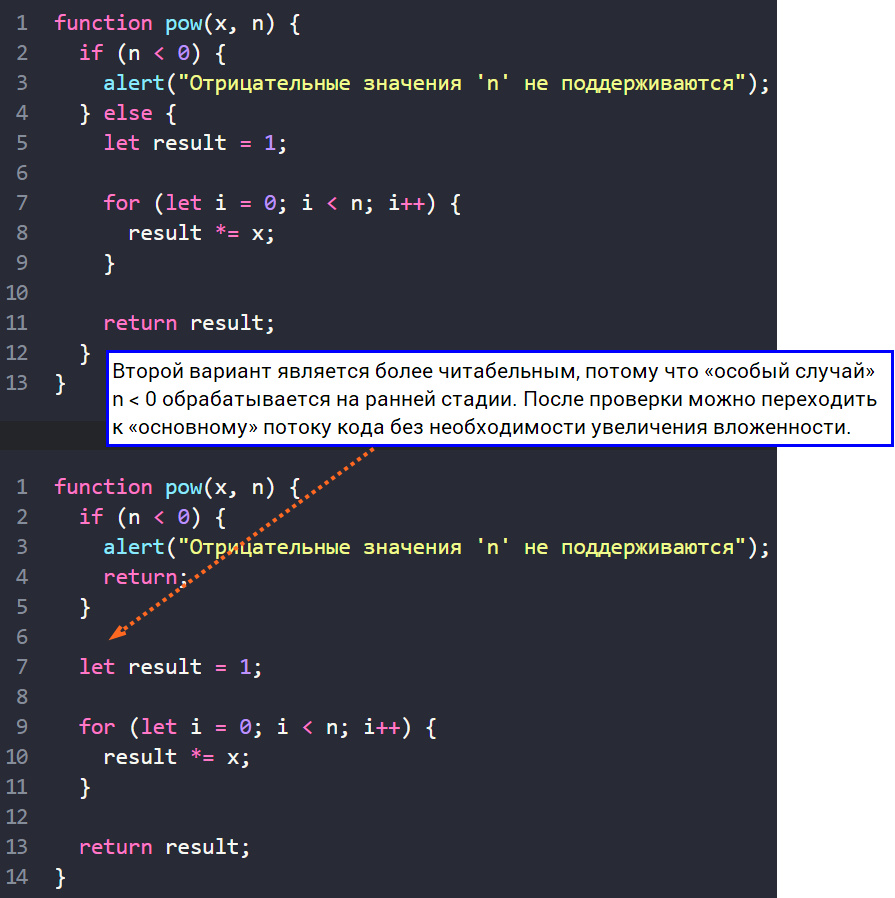 1 function pow(x, n) {
2 if (n < 0) {
3 alert("Отрицательные значения 'n' не поддерживаются");
4 } else {
5 let result = 1;
6
7 for (let i = 0; i < n; i++) {
8 result *= x;
9 }
10
11 return result;
12 }
13 }
Второй вариант является более читабельным, потому что «особый случай»
n < 0 обрабатывается на ранней стадии. После проверки можно переходить
к «основному» потоку кода без необходимости увеличения вложенности.
1 function pow(x, n) {
2 if (n < 0) {
3 alert("Отрицательные значения 'n' не поддерживаются");
4 return;
5 }
6
7 let result = 1;
8
9 for (let i = 0; i < n; i++) {
10 result *= x;
11 }
12
13 return result;
14 }